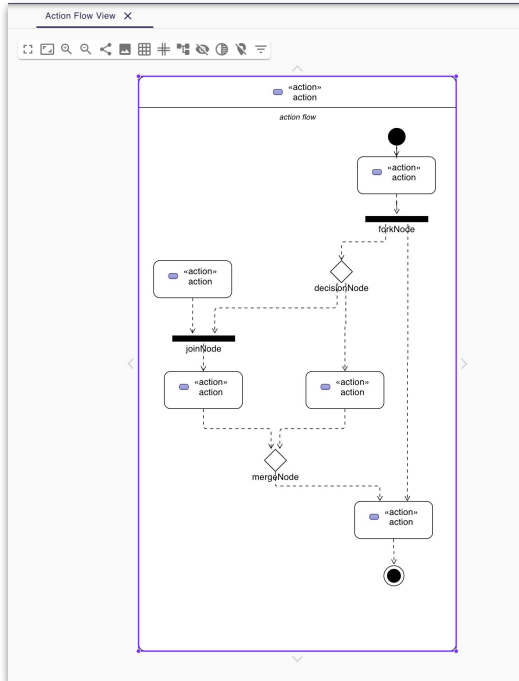 Action Flow View
«action»
action
action flow
«action»
action
forkNode
«action»
action
decisionNode
joinNode
«action»
action
«action»
action
mergeNode
«action»
action